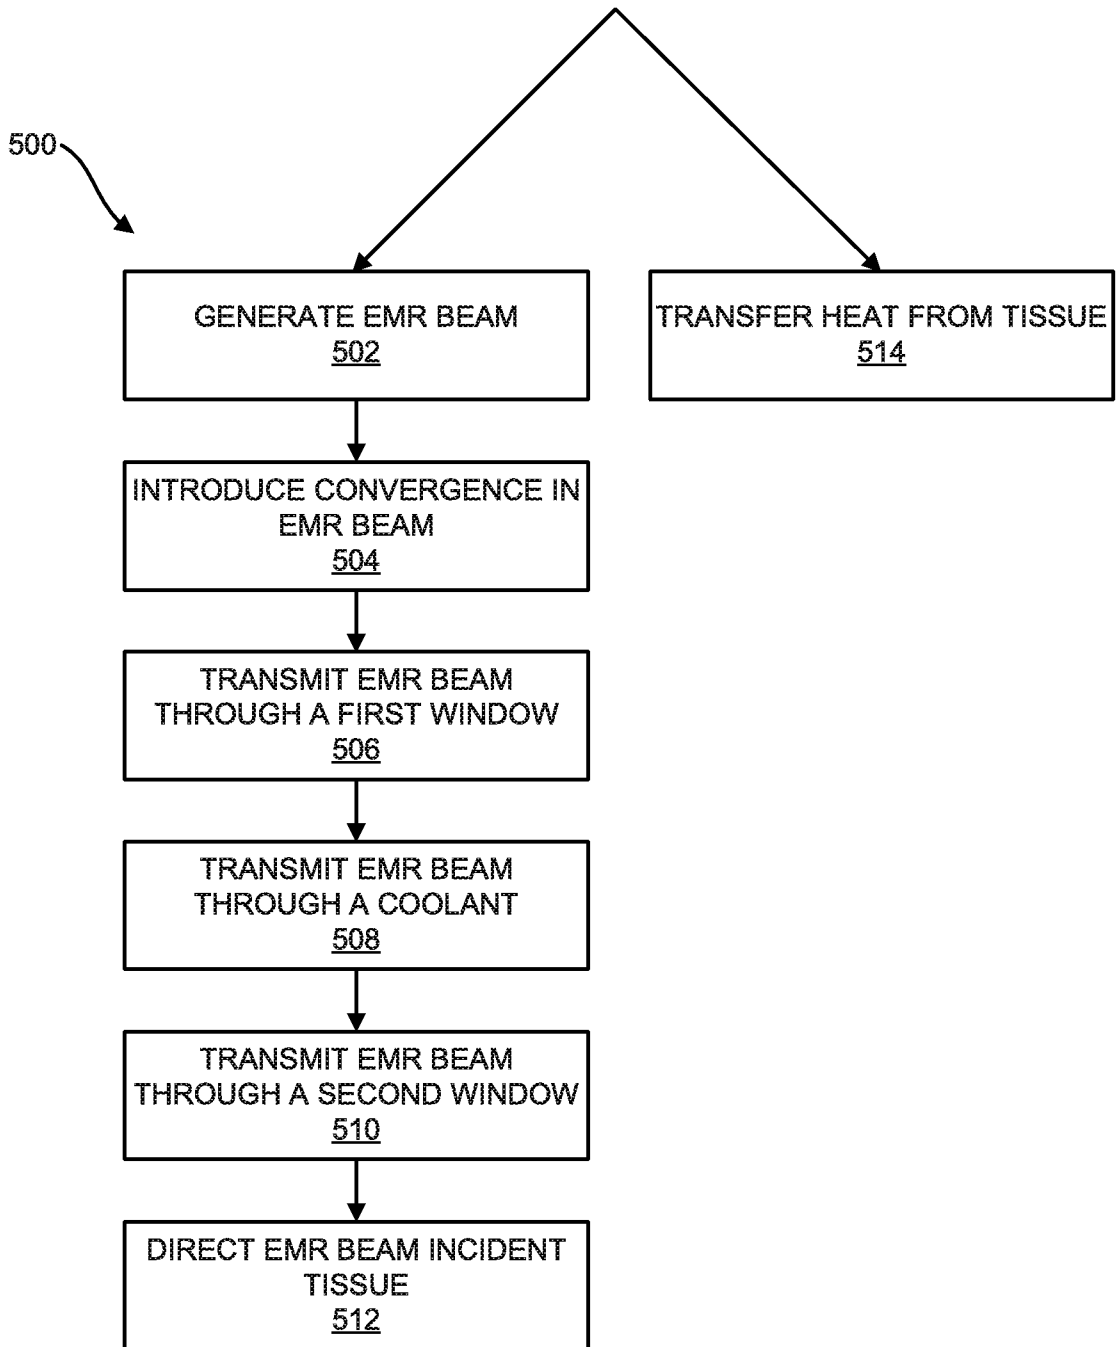 500
GENERATE EMR BEAM
502
TRANSFER HEAT FROM TISSUE
514
INTRODUCE CONVERGENCE IN
EMR BEAM
504
TRANSMIT EMR BEAM
THROUGH A FIRST WINDOW
506
TRANSMIT EMR BEAM
THROUGH A COOLANT
508
TRANSMIT EMR BEAM
THROUGH A SECOND WINDOW
510
DIRECT EMR BEAM INCIDENT
TISSUE
512